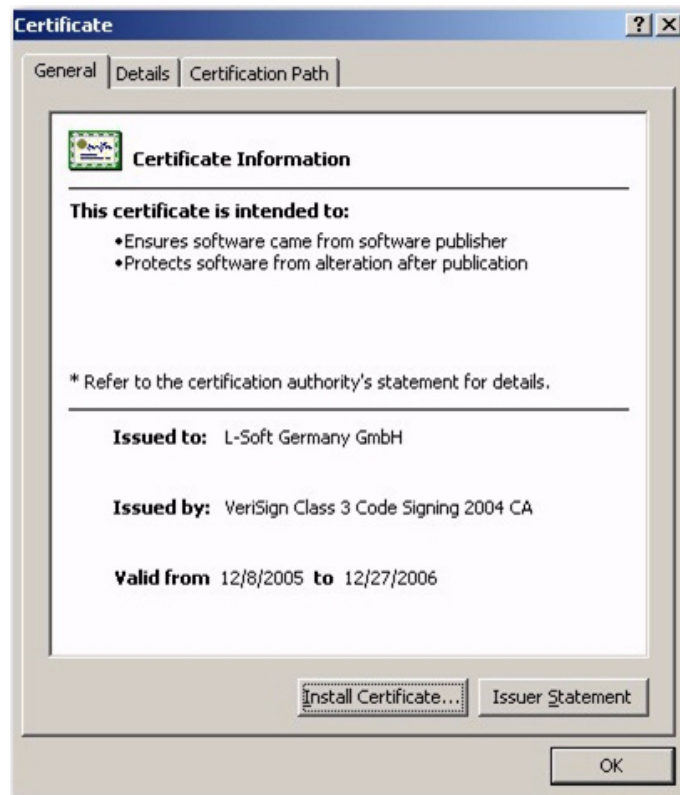 Certificate
? X
General Details Certification Path
Certificate Information
This certificate is intended to:
•Ensures software came from software publisher
•Protects software from alteration after publication
* Refer to the certification authority's statement for details.
Issued to: L-Soft Germany GmbH
Issued by: VeriSign Class 3 Code Signing 2004 CA
Valid from 12/8/2005 to 12/27/2006
Install Certificate... Issuer Statement
OK